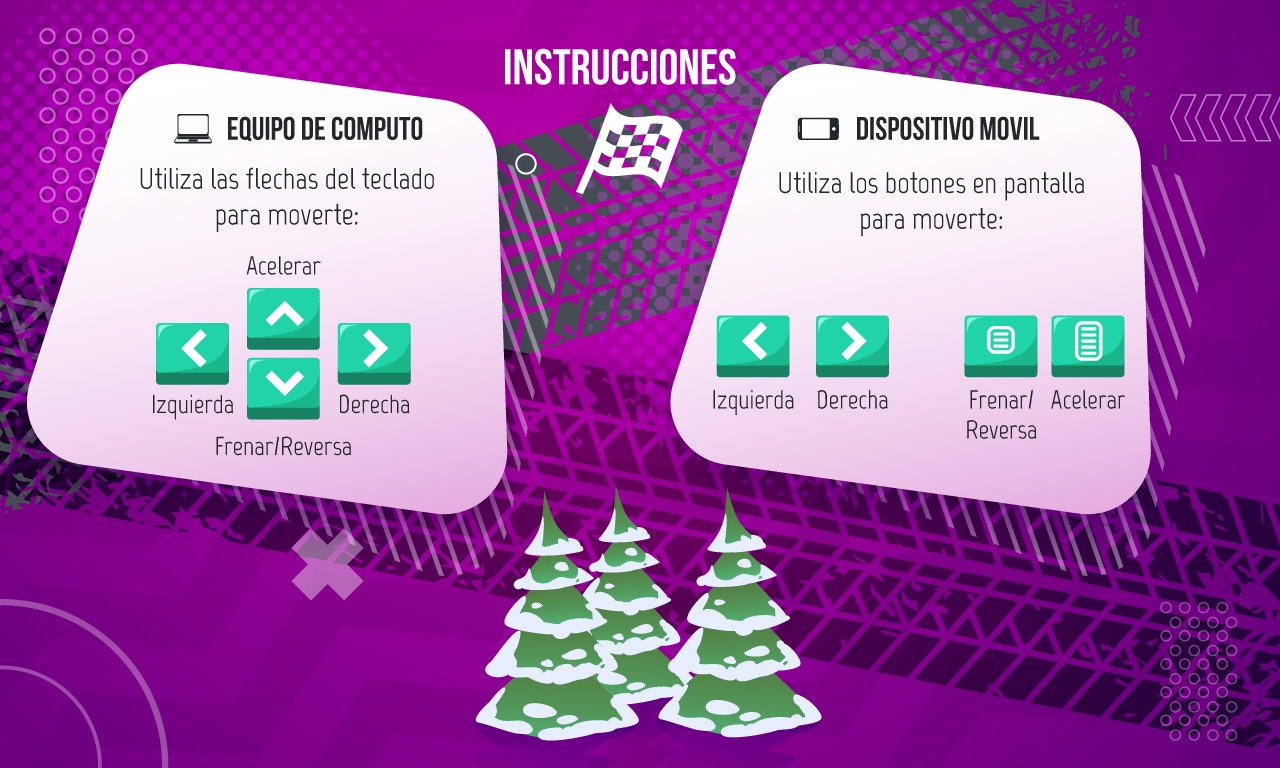 INSTRUCCIONES
EQUIPO DE COMPUTO
Utiliza las flechas del teclado
para moverte:
Acelerar
Izquierda
Derecha
Frenar/Reversa
DISPOSITIVO MOVIL
Utiliza los botones en pantalla
para moverte:
Izquierda
Derecha
Frenar/
Reversa
Acelerar